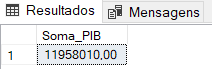 Resultados Mensagens
Soma_PIB
1 11958010,00